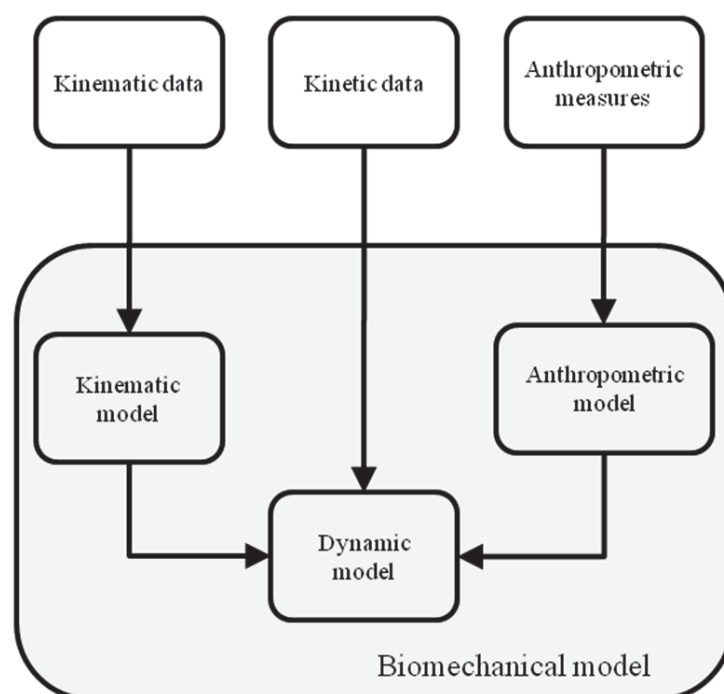 Kinematic data
Kinetic data
Anthropometric
measures
Kinematic
model
Anthropometric
model
Dynamic
model
Biomechanical model